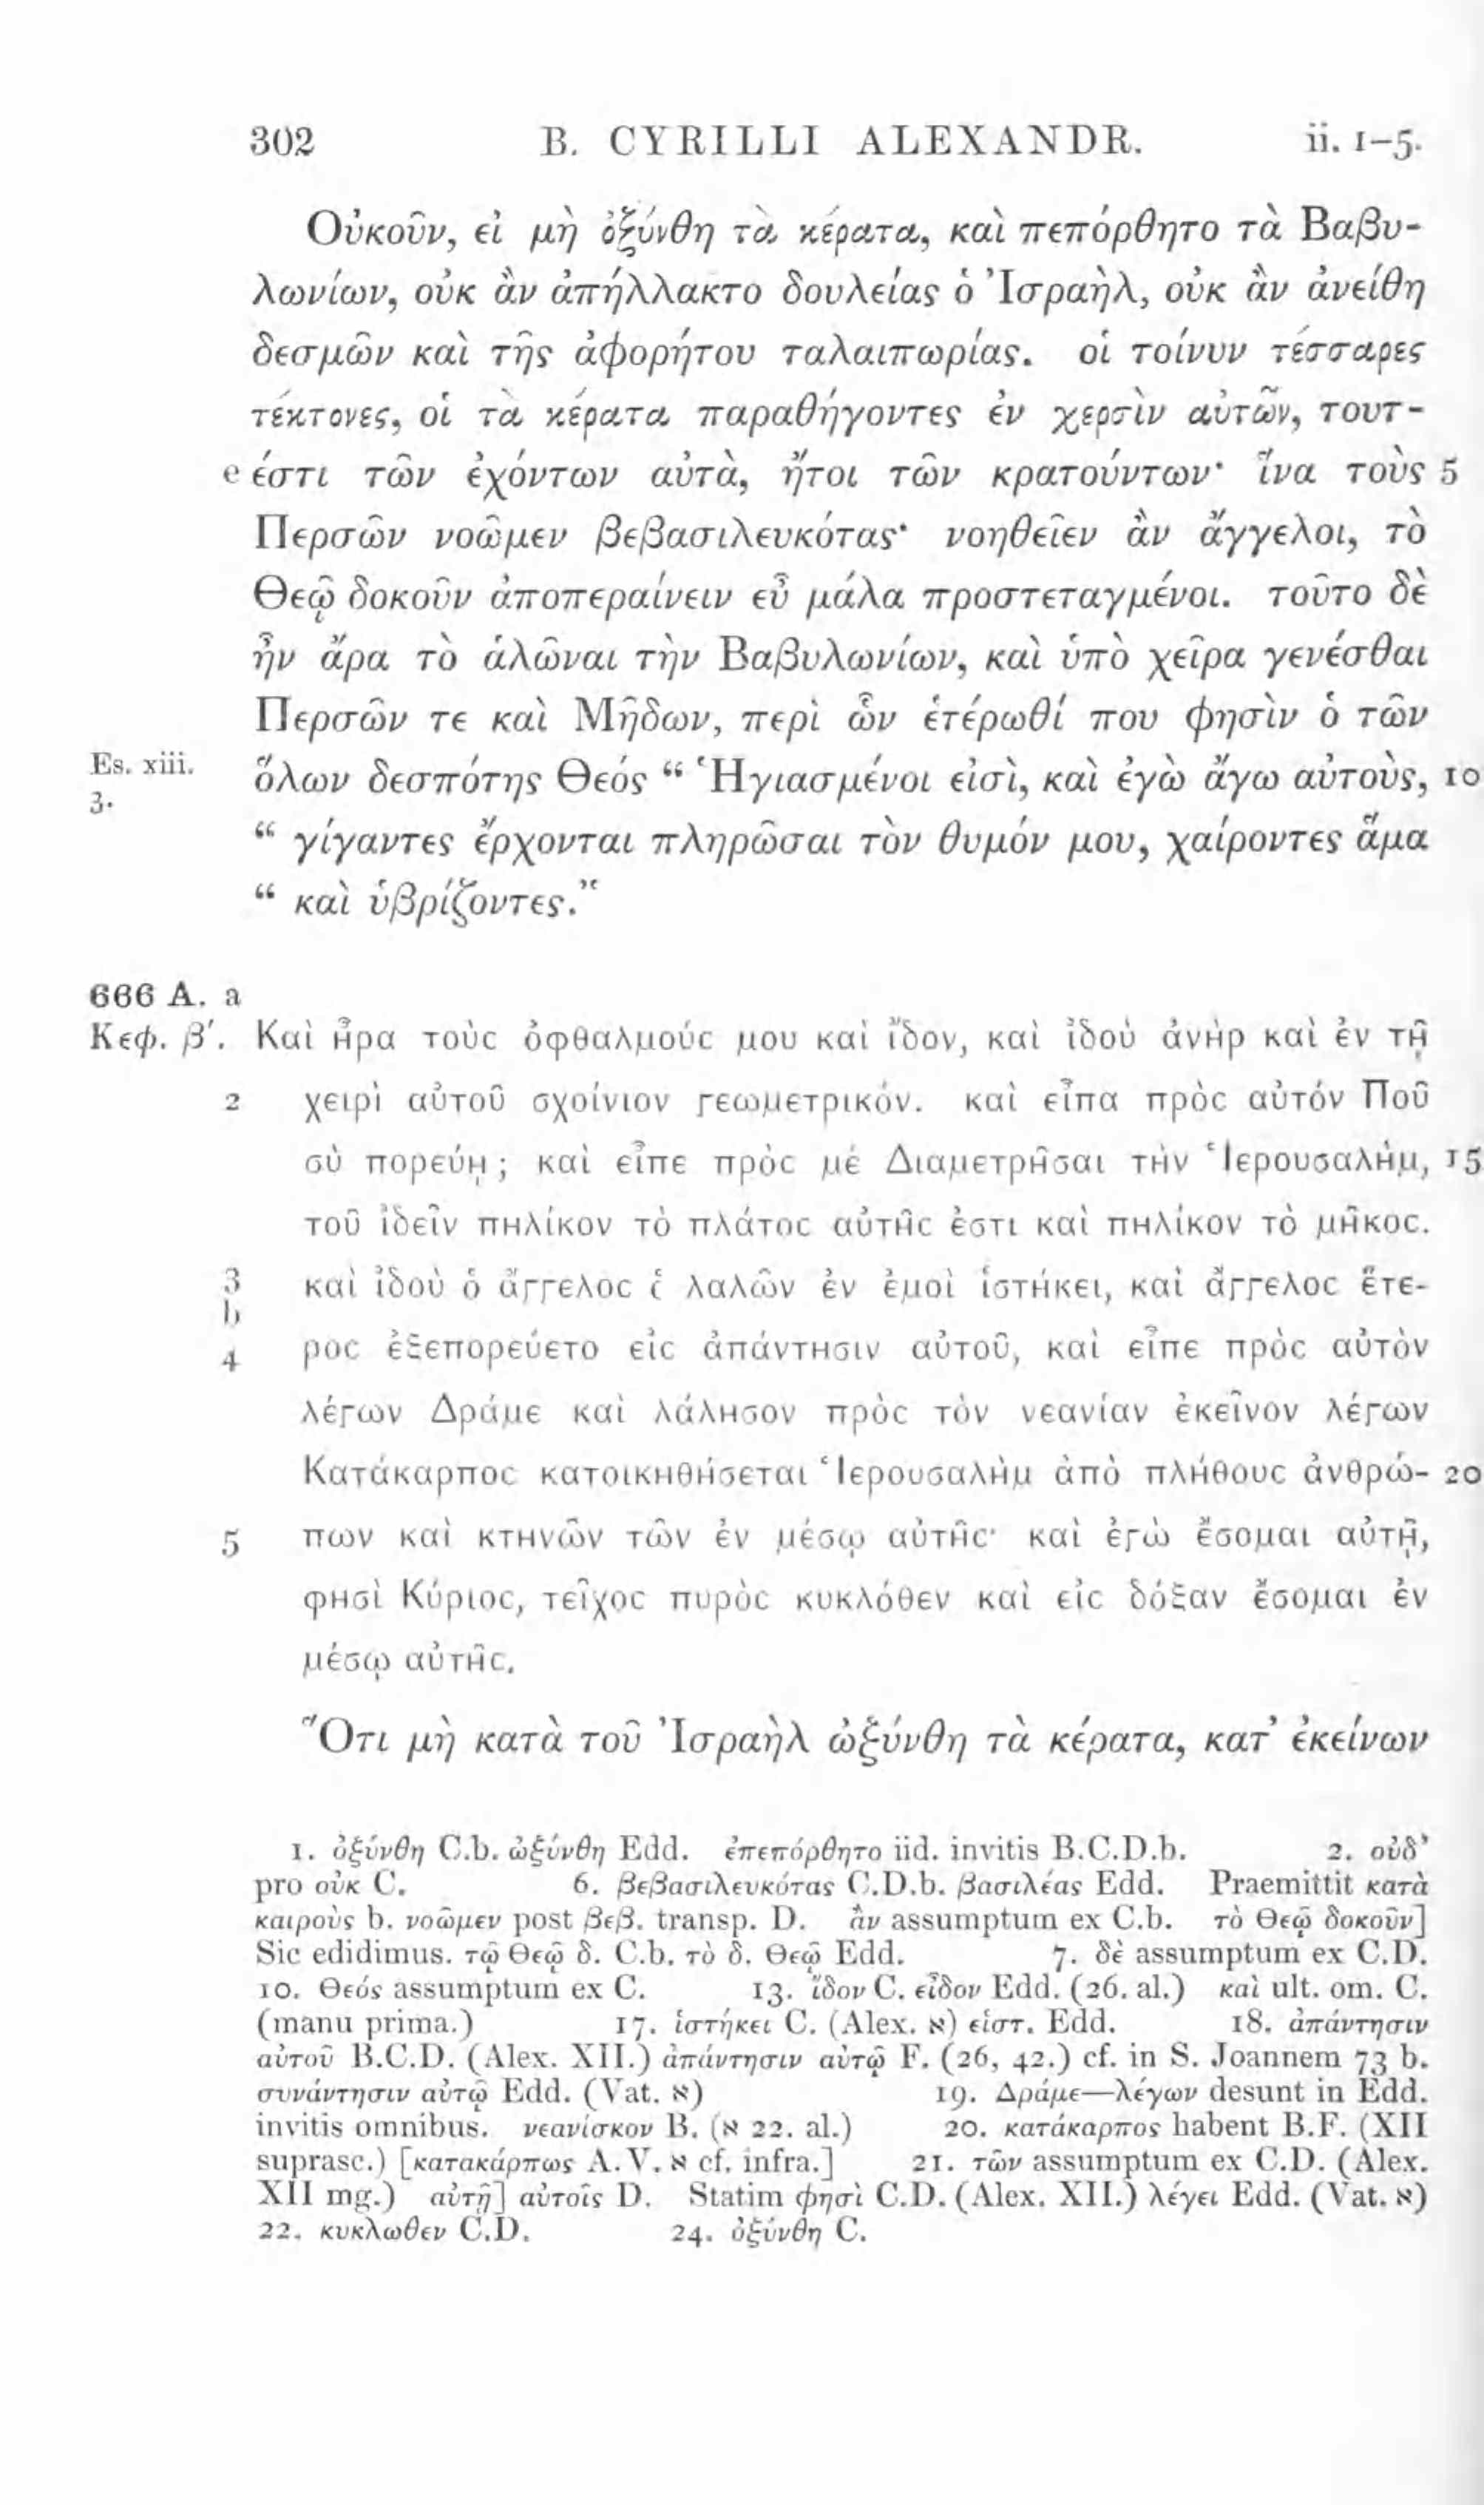 302 B. CYRILLI ALEXANDR. ii. 1–5.
Οὐκοῦν, εἰ μὴ ὀξύνθη τὰ κέρατα, καὶ πεπόρθητο τὰ Βαβυ-
λωνίων, οὐκ ἂν ἀπήλλακτο δουλείας ὁ Ἰσραὴλ, οὐκ ἂν ἀνείθη
δεσμῶν καὶ τῆς ἀφορήτου ταλαιπωρίας. οἱ τοίνυν τέσσαρες
τέκτονες, οἱ τὰ κέρατα παραθήγοντες ἐν χερσὶν αὐτῶν, τουτ-
e έστι τῶν ἐχόντων αὐτὰ, ἤτοι τῶν κρατούντων· ἵνα τοὺς 5
Περσῶν νοῶμεν βεβασιλευκότας· νοηθεῖεν ἂν ἄγγελοι, τὸ
Θεῷ δοκοῦν ἀποπεραίνειν εὖ μάλα προστεταγμένοι. τοῦτο δὲ
ἦν ἄρα τὸ ἁλῶναι τὴν Βαβυλωνίων, καὶ ὑπὸ χεῖρα γενέσθαι
Περσῶν τε καὶ Μήδων, περὶ ὧν ἑτέρωθί που φησὶν ὁ τῶν
Es. xiii. 3. ὅλων δεσπότης Θεός “ Ἡγιασμένοι εἰσὶ, καὶ ἐγὼ ἄγω αὐτοὺς, 10
“ γίγαντες ἔρχονται πληρῶσαι τὸν θυμόν μου, χαίροντες ἅμα
“ καὶ ὑβρίζοντες.”
666 A. a
Κεφ. β′. Καὶ ἦρα τοὺς ὀφθαλμούς μου καὶ ἴδον, καὶ ἰδοὺ ἀνὴρ καὶ ἐν τῇ
2 χειρὶ αὐτοῦ σχοίνιον γεωμετρικόν. καὶ εἶπα πρὸς αὐτόν Ποῦ
σὺ πορεύῃ; καὶ εἶπε πρὸς μέ Διαμετρῆσαι τὴν Ἱερουσαλὴμ, 15
τοῦ ἰδεῖν πηλίκον τὸ πλάτος αὐτῆς ἐστι καὶ πηλίκον τὸ μῆκος.
3 καὶ ἰδοὺ ὁ ἄγγελος ὁ λαλῶν ἐν ἐμοὶ ἱστήκει, καὶ ἄγγελος ἕτε-
b
4 ρος ἐξεπορεύετο εἰς ἀπάντησιν αὐτοῦ, καὶ εἶπε πρὸς αὐτὸν
λέγων Δράμε καὶ λάλησον πρὸς τὸν νεανίαν ἐκεῖνον λέγων
Κατάκαρπος κατοικηθήσεται Ἱερουσαλὴμ ἀπὸ πλήθους ἀνθρώ- 20
5 πων καὶ κτηνῶν τῶν ἐν μέσῳ αὐτῆς· καὶ ἐγὼ ἔσομαι αὐτῇ,
φησὶ Κύριος, τεῖχος πυρὸς κυκλόθεν καὶ εἰς δόξαν ἔσομαι ἐν
μέσῳ αὐτῆς.
Ὅτι μὴ κατὰ τοῦ Ἰσραὴλ ὠξύνθη τὰ κέρατα, κατ’ ἐκείνων
1. ὀξύνθη C.b. ὠξύνθη Edd. ἐπεπόρθητο iid. invitis B.C.D.b. 2. οὐδ’
pro οὐκ C. 6. βεβασιλευκότας C.D.b. βασιλέας Edd. Praemittit κατὰ
καιροὺς b. νοῶμεν post βεβ. transp. D. ἂν assumptum ex C.b. τὸ Θεῷ δοκοῦν]
Sic edidimus. τῷ Θεῷ δ. C.b. τὸ δ. Θεῷ Edd. 7. δὲ assumptum ex C.D.
10. Θεός assumptum ex C. 13. ἴδον C. εἶδον Edd. (26. al.) καὶ ult. om. C.
(manu prima.) 17. ἱστήκει C. (Alex. א) εἱστ. Edd. 18. ἀπάντησιν
αὐτοῦ B.C.D. (Alex. XII.) ἀπάντησιν αὐτῷ F. (26, 42.) cf. in S. Joannem 73 b.
συνάντησιν αὐτῷ Edd. (Vat. א) 19. Δράμε—λέγων desunt in Edd.
invitis omnibus. νεανίσκον B. (א 22. al.) 20. κατάκαρπος habent B.F. (XII
suprasc.) [κατακάρπως A.V. א cf. infra.] 21. τῶν assumptum ex C.D. (Alex.
XII mg.) αὐτῇ] αὐτοῖς D. Statim φησὶ C.D. (Alex. XII.) λέγει Edd. (Vat. א)
22. κυκλωθεν C.D. 24. ὀξύνθη C.